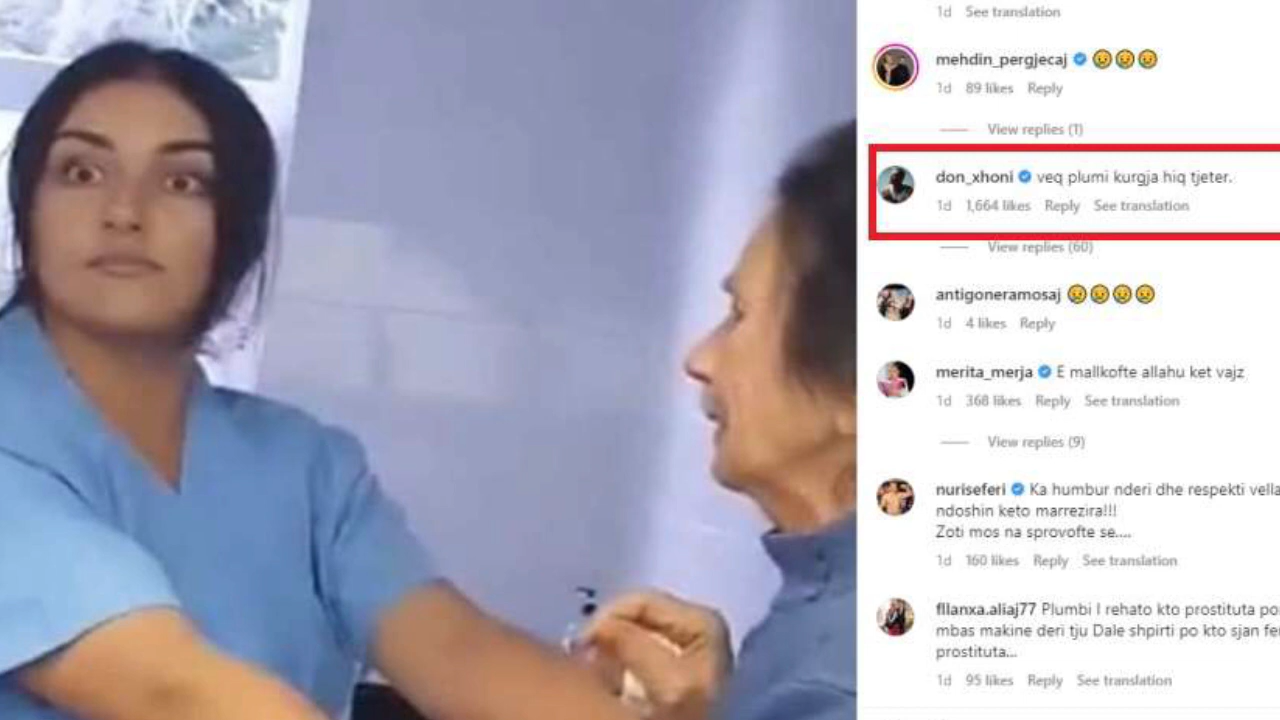 1d See translation
mehdin_pergjecaj 😢😢😢
1d 89 likes Reply
View replies (1)
don_xhoni veq plumi kurgja hiq tjeter.
1d 1,664 likes Reply See translation
View replies (60)
antigoneramosaj 😢😢😢😢
1d 4 likes Reply
merita_merja E mallkofte allahu ket vajz
1d 368 likes Reply See translation
View replies (9)
nuriseferi Ka humbur nderi dhe respekti vella
ndoshin keto marrezira!!!
Zoti mos na sprovofte se....
1d 160 likes Reply See translation
fllanxa.aliaj77 Plumbi I rehato kto prostituta po
mbas makine deri tju Dale shpirti po kto sjan fe
prostituta...
1d 95 likes Reply See translation